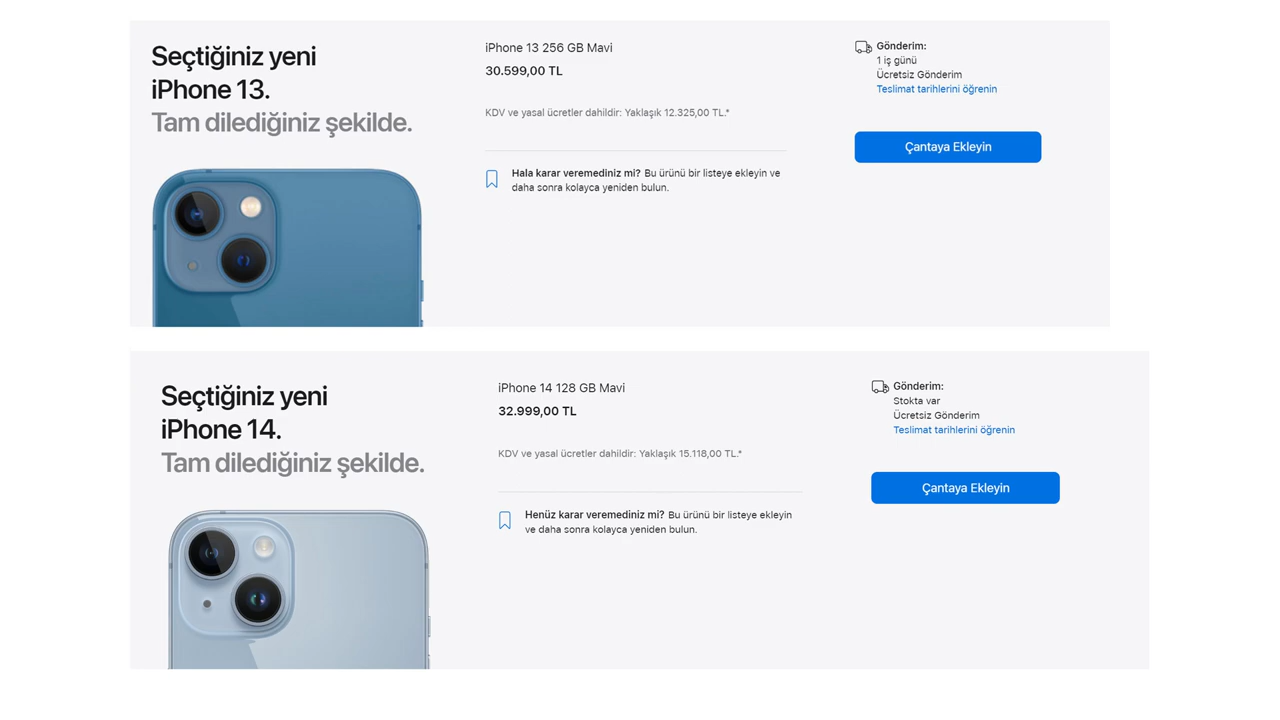 Seçtiğiniz yeni
iPhone 13.
Tam dilediğiniz şekilde.
iPhone 13 256 GB Mavi
30.599,00 TL
KDV ve yasal ücretler dahildir: Yaklaşık 12.325,00 TL.*
Hala karar veremediniz mi? Bu ürünü bir listeye ekleyin ve
daha sonra kolayca yeniden bulun.
Gönderim:
1 iş günü
Ücretsiz Gönderim
Teslimat tarihlerini öğrenin
Çantaya Ekleyin
Seçtiğiniz yeni
iPhone 14.
Tam dilediğiniz şekilde.
iPhone 14 128 GB Mavi
32.999,00 TL
KDV ve yasal ücretler dahildir: Yaklaşık 15.118,00 TL.*
Henüz karar veremediniz mi? Bu ürünü bir listeye ekleyin
ve daha sonra kolayca yeniden bulun.
Gönderim:
Stokta var
Ücretsiz Gönderim
Teslimat tarihlerini öğrenin
Çantaya Ekleyin